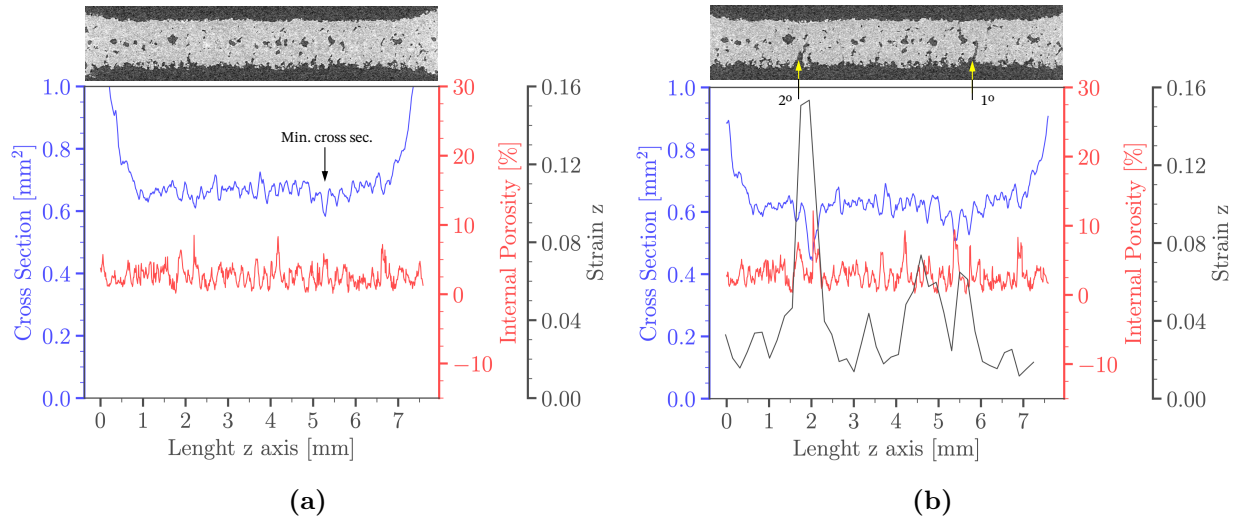 Min. cross sec.
1.0
0.8
0.6
0.4
0.2
0.0
Cross Section [mm²]
30
20
10
0
−10
Internal Porosity [%]
0.16
0.12
0.08
0.04
0.00
Strain z
0 1 2 3 4 5 6 7
Lenght z axis [mm]
(a)
2º 1º
1.0
0.8
0.6
0.4
0.2
0.0
Cross Section [mm²]
30
20
10
0
−10
Internal Porosity [%]
0.16
0.12
0.08
0.04
0.00
Strain z
0 1 2 3 4 5 6 7
Lenght z axis [mm]
(b)